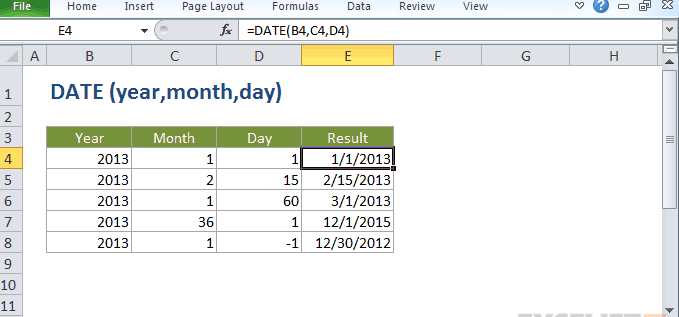 File Home Insert Page Layout Formulas Data Review View
E4 fx =DATE(B4,C4,D4)
A B C D E F G H
1 DATE (year,month,day)
2
3 Year Month Day Result
4 2013 1 1 1/1/2013
5 2013 2 15 2/15/2013
6 2013 1 60 3/1/2013
7 2013 36 1 12/1/2015
8 2013 1 -1 12/30/2012
9
10
11